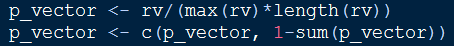 p_vector <- rv/(max(rv)*length(rv))
p_vector <- c(p_vector, 1-sum(p_vector))